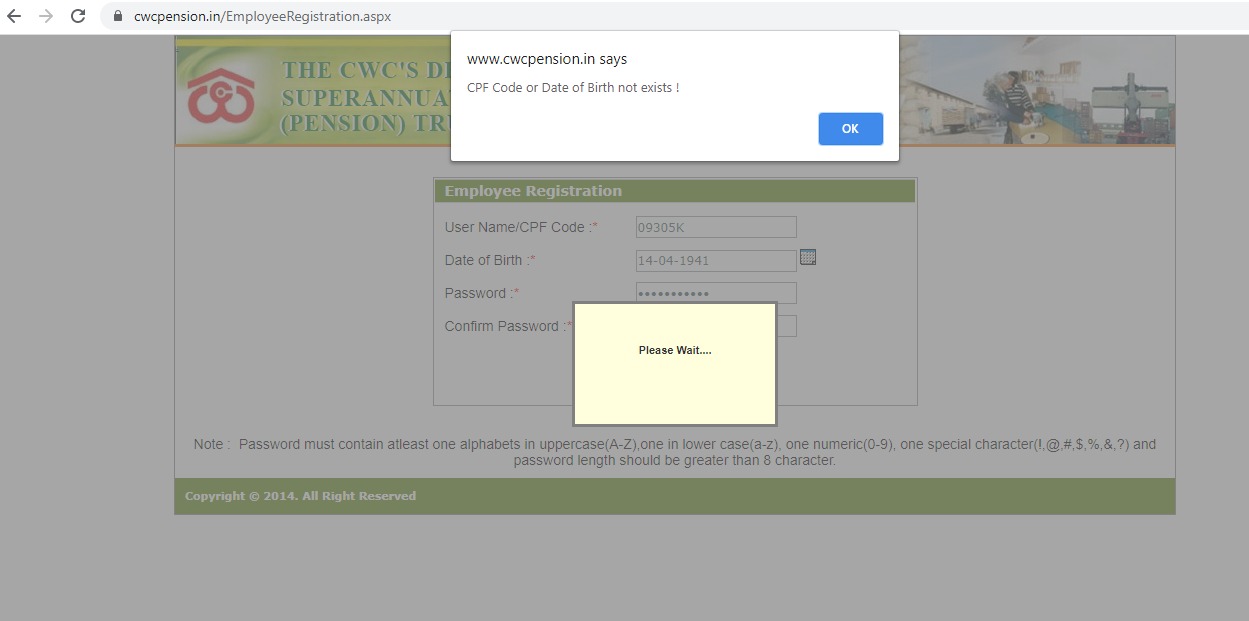 cwcpension.in/EmployeeRegistration.aspx
www.cwcpension.in says
CPF Code or Date of Birth not exists !
OK
THE CWC'S
SUPERANNUA
(PENSION) TR
Employee Registration
User Name/CPF Code :*
09305K
Date of Birth :*
14-04-1941
Password :*
•••••••••••
Confirm Password :*
Please Wait....
Note : Password must contain atleast one alphabets in uppercase(A-Z),one in lower case(a-z), one numeric(0-9), one special character(!,@,#,$,%,&,?) and
password length should be greater than 8 character.
Copyright © 2014. All Right Reserved